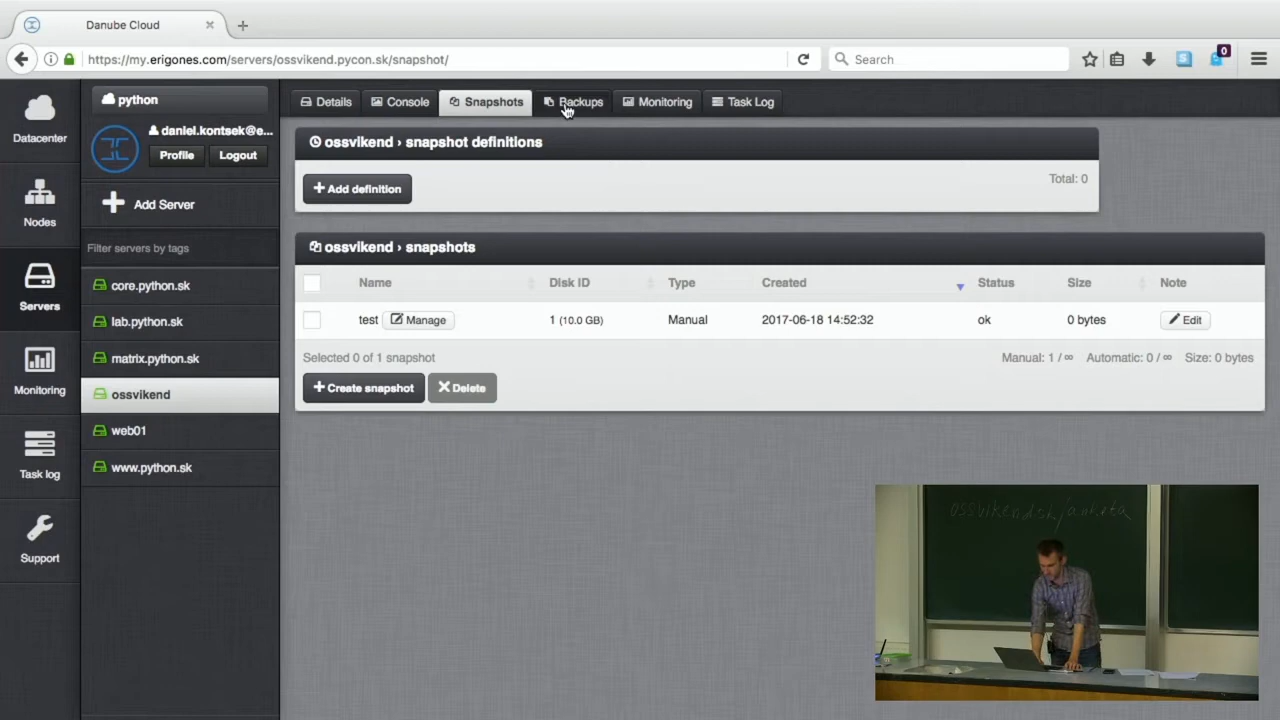 Danube Cloud
https://my.erigones.com/servers/ossvikend.pycon.sk/snapshot/
Search
0
Datacenter
Nodes
Servers
Monitoring
Task log
Support
python
daniel.kontsek@e...
Profile
Logout
Add Server
Filter servers by tags
core.python.sk
lab.python.sk
matrix.python.sk
ossvikend
web01
www.python.sk
Details Console Snapshots Backups Monitoring Task Log
ossvikend › snapshot definitions
+ Add definition
Total: 0
ossvikend › snapshots
Name Disk ID Type Created Status Size Note
test Manage 1 (10.0 GB) Manual 2017-06-18 14:52:32 ok 0 bytes Edit
Selected 0 of 1 snapshot
Manual: 1 / ∞ Automatic: 0 / ∞ Size: 0 bytes
+ Create snapshot
Delete
ossvikend.sk/anketa